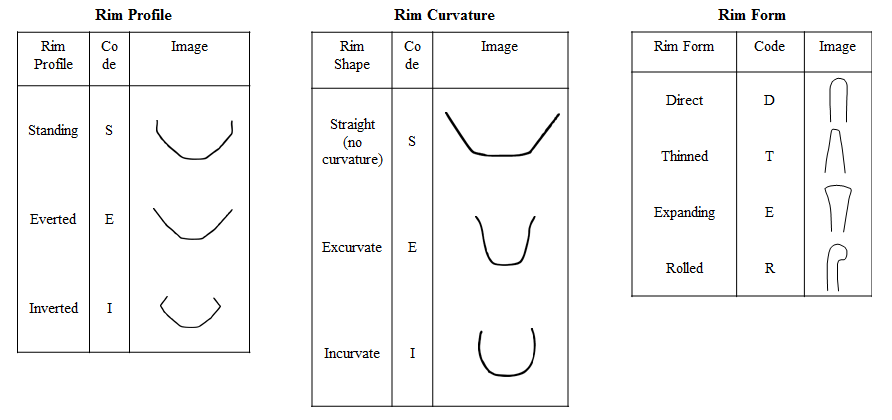 Rim Profile
Rim
Profile
Co
de
Image
Standing
S
Everted
E
Inverted
I
Rim Curvature
Rim
Shape
Co
de
Image
Straight
(no
curvature)
S
Excurvate
E
Incurvate
I
Rim Form
Rim Form
Code
Image
Direct
D
Thinned
T
Expanding
E
Rolled
R